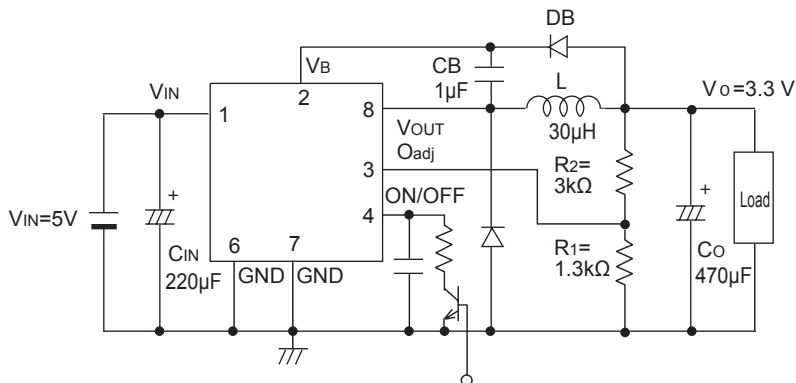 DB
VB
CB
1μF
L
VIN
1
2
8
VO=3.3 V
VOUT
30μH
Oadj
3
R2=
3kΩ
ON/OFF
4
VIN=5V
+
CIN
220μF
6
GND
7
GND
R1=
1.3kΩ
+
CO
470μF
Load